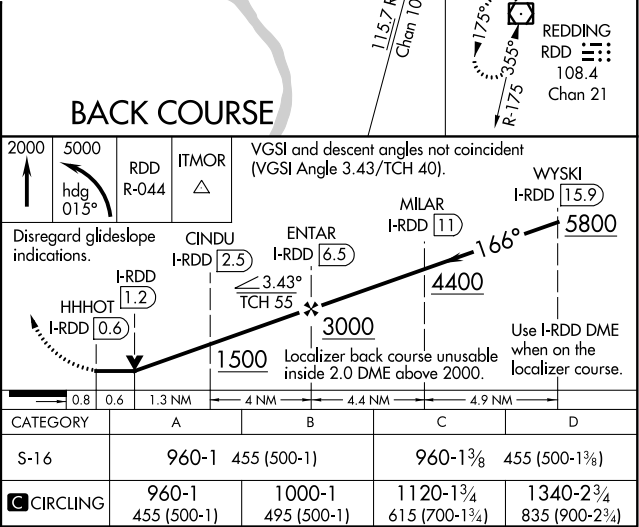 115.7 R
Chan 10
175°
355°
R-175
REDDING
RDD
108.4
Chan 21
BACK COURSE
2000
5000
hdg
015°
RDD
R-044
ITMOR
VGSI and descent angles not coincident
(VGSI Angle 3.43/TCH 40).
Disregard glideslope
indications.
WYSKI
I-RDD 15.9
5800
166°
MILAR
I-RDD 11
4400
ENTAR
I-RDD 6.5
3000
3.43°
TCH 55
CINDU
I-RDD 2.5
1500
I-RDD
1.2
HHHOT
I-RDD 0.6
Localizer back course unusable
inside 2.0 DME above 2000.
Use I-RDD DME
when on the
localizer course.
0.8 0.6 1.3 NM 4 NM 4.4 NM 4.9 NM
CATEGORY A B C D
S-16 960-1 455 (500-1) 960-1⅜ 455 (500-1⅜)
C CIRCLING 960-1 1000-1 1120-1¾ 1340-2¾
455 (500-1) 495 (500-1) 615 (700-1¾) 835 (900-2¾)